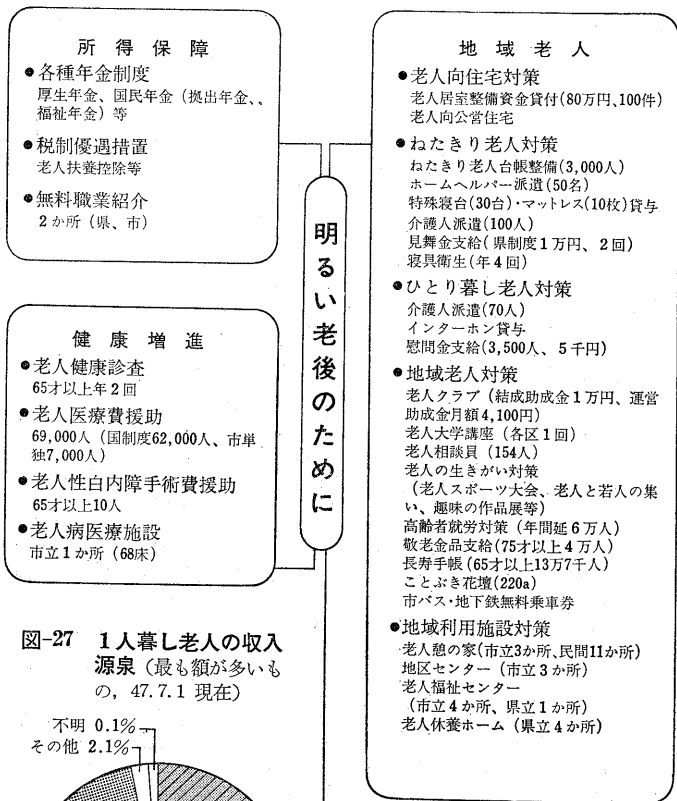 所得保障
●各種年金制度
厚生年金、国民年金（拠出年金、、
福祉年金）等
●税制優遇措置
老人扶養控除等
●無料職業紹介
2か所（県、市）
健康増進
●老人健康診査
65才以上年2回
●老人医療費援助
69,000人（国制度62,000人、市単
独7,000人）
●老人性白内障手術費援助
65才以上10人
●老人病医療施設
市立1か所（68床）
明るい老後のために
地域老人
●老人向住宅対策
老人居室整備資金貸付(80万円、100件)
老人向公営住宅
●ねたきり老人対策
ねたきり老人台帳整備(3,000人)
ホームヘルパー派遣(50名)
特殊寝台(30台)・マットレス(10枚)貸与
介護人派遣(100人)
見舞金支給(県制度1万円、2回)
寝具衛生(年4回)
●ひとり暮し老人対策
介護人派遣(70人)
インターホン貸与
慰問金支給(3,500人、5千円)
●地域老人対策
老人クラブ（結成助成金1万円、運営
助成金月額4,100円）
老人大学講座（各区1回）
老人相談員（154人）
老人の生きがい対策
（老人スポーツ大会、老人と若人の集
い、趣味の作品展等）
高齢者就労対策（年間延6万人）
敬老金品支給(75才以上4万人)
長寿手帳(65才以上13万7千人)
ことぶき花壇(220a)
市バス・地下鉄無料乗車券
●地域利用施設対策
老人憩の家(市立3か所、民間11か所)
地区センター（市立3か所）
老人福祉センター
（市立4か所、県立1か所）
老人休養ホーム（県立4か所）
図-27 1人暮し老人の収入
源泉（最も額が多いも
の，47.7.1 現在）
不明 0.1%
その他 2.1%